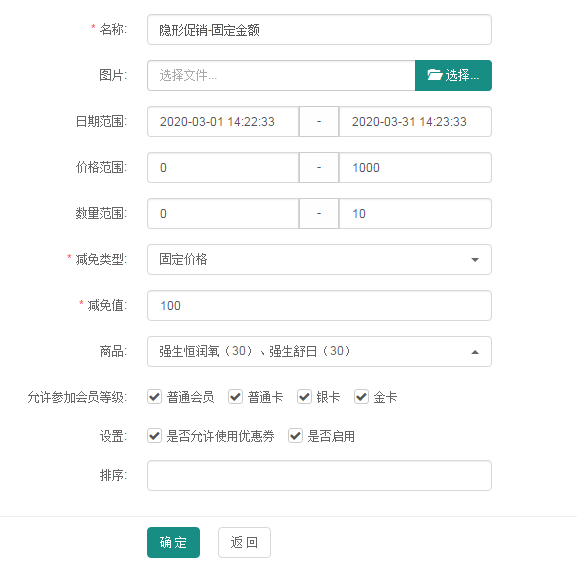 * 名称: 隐形促销-固定金额
图片: 选择文件... 选择...
日期范围: 2020-03-01 14:22:33 - 2020-03-31 14:23:33
价格范围: 0 - 1000
数量范围: 0 - 10
* 减免类型: 固定价格
* 减免值: 100
商品: 强生恒润氧（30）、强生舒日（30）
允许参加会员等级: 普通会员 普通卡 银卡 金卡
设置: 是否允许使用优惠券 是否启用
排序:
确 定 返 回